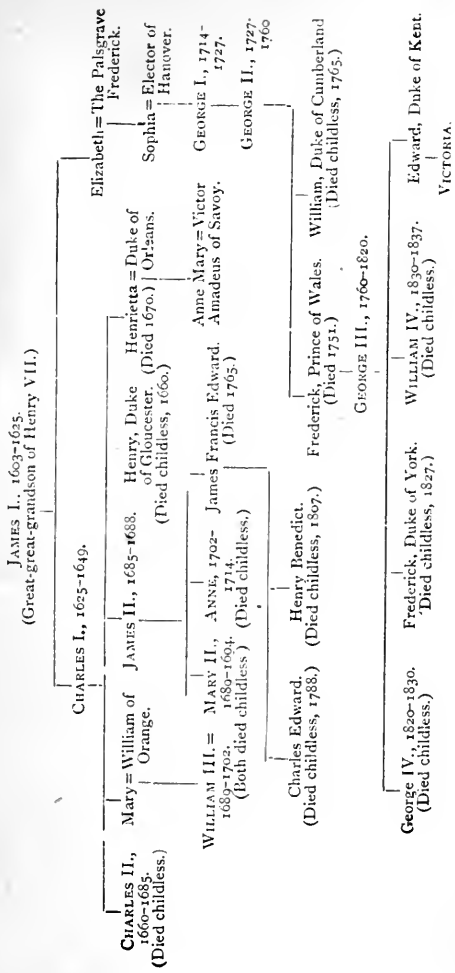 JAMES I., 1603-1625.
(Great-great-grandson of Henry VII.)
CHARLES I., 1625-1649.
Elizabeth = The Palsgrave
Frederick.
CHARLES II.,
1660-1685.
(Died childless.)
Mary = William of
Orange.
JAMES II., 1685-1688.
Henry, Duke
of Gloucester.
(Died childless, 1660.)
Henrietta = Duke of
(Died 1670.) Orleans.
Sophia = Elector of
Hanover.
WILLIAM III. =
1689-1702.
MARY II.,
1689-1694.
(Both died childless)
ANNE, 1702-
1714.
(Died childless.)
James Francis Edward.
(Died 1765.)
Anne Mary = Victor
Amadeus of Savoy.
GEORGE I., 1714-
1727.
GEORGE II., 1727-
1760
Charles Edward.
(Died childless, 1788.)
Henry Benedict.
(Died childless, 1807.)
Frederick, Prince of Wales.
(Died 1751.)
William, Duke of Cumberland
(Died childless, 1765.)
GEORGE III., 1760-1820.
George IV., 1820-1830.
(Died childless.)
Frederick, Duke of York.
Died childless, 1827.)
WILLIAM IV., 1830-1837.
(Died childless.)
Edward, Duke of Kent.
VICTORIA.